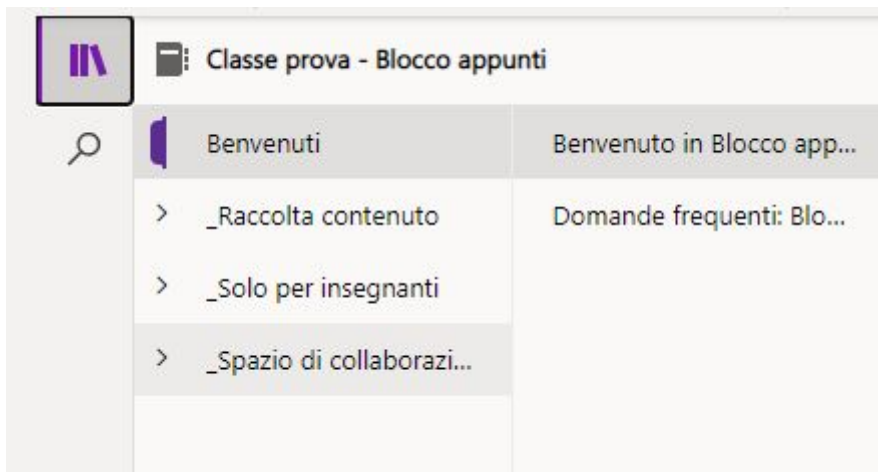 Classe prova - Blocco appunti
Benvenuti
Benvenuto in Blocco app...
_Raccolta contenuto
Domande frequenti: Blo...
_Solo per insegnanti
_Spazio di collaborazi...